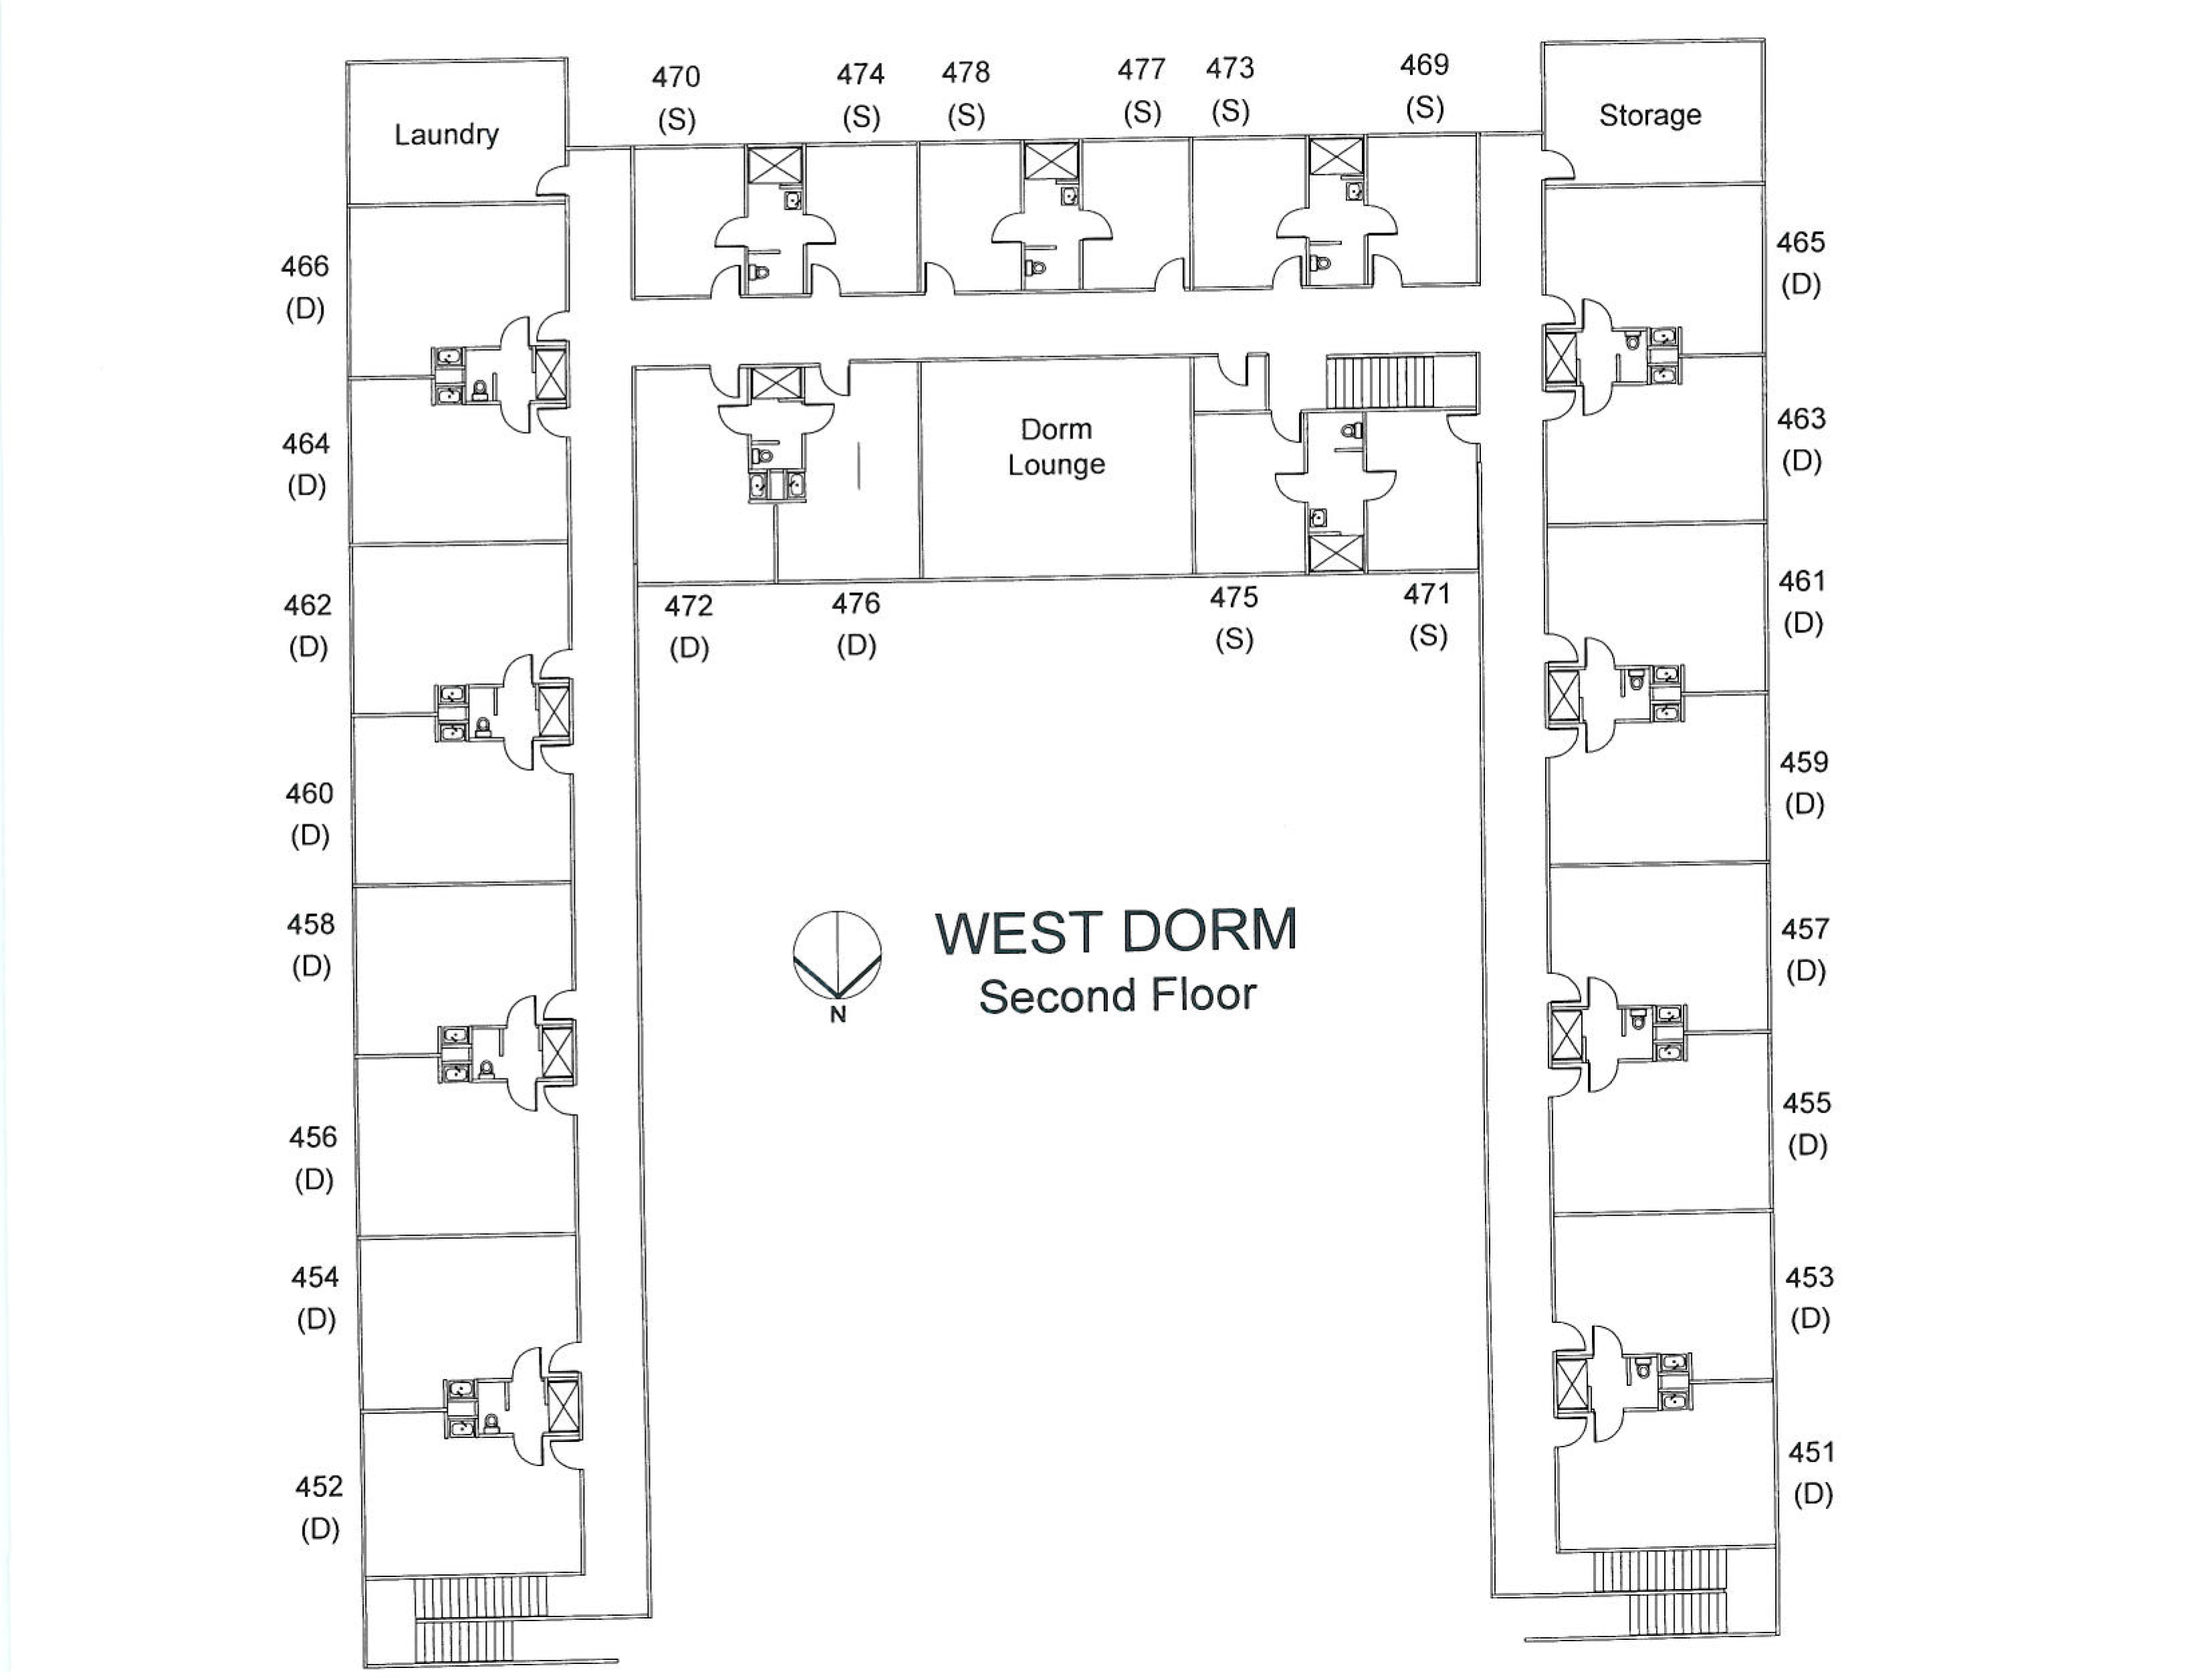 470 474 478 477 473 469
(S) (S) (S) (S) (S) (S)
Laundry
Storage
466
(D)
465
(D)
464
(D)
Dorm
Lounge
463
(D)
462
(D)
472 476 475 471
(D) (D) (S) (S)
461
(D)
460
(D)
459
(D)
458
(D)
WEST DORM
Second Floor
N
457
(D)
456
(D)
455
(D)
454
(D)
453
(D)
452
(D)
451
(D)